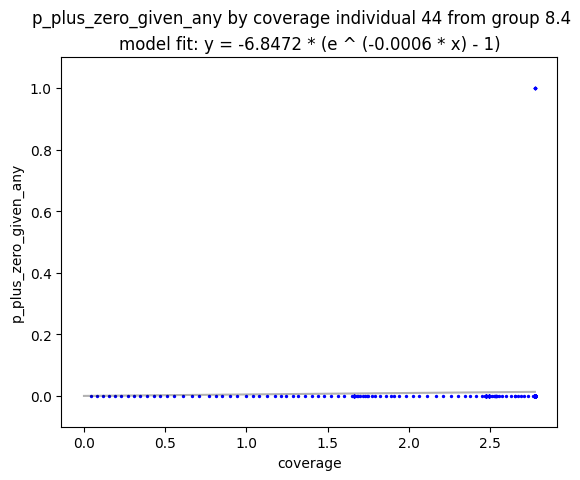 p_plus_zero_given_any by coverage individual 44 from group 8.4
model fit: y = -6.8472 * (e ^ (-0.0006 * x) - 1)
1.0
0.8
0.6
0.4
0.2
0.0
p_plus_zero_given_any
0.0 0.5 1.0 1.5 2.0 2.5
coverage